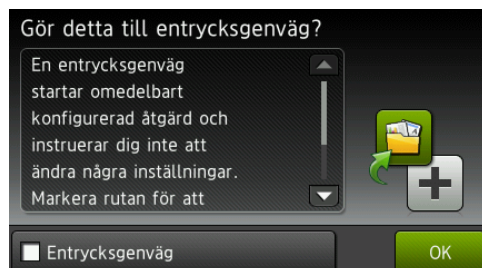 Gör detta till entrycksgenväg?
En entrycksgenväg
startar omedelbart
konfigurerad åtgärd och
instruerar dig inte att
ändra några inställningar.
Markera rutan för att
Entrycksgenväg
OK